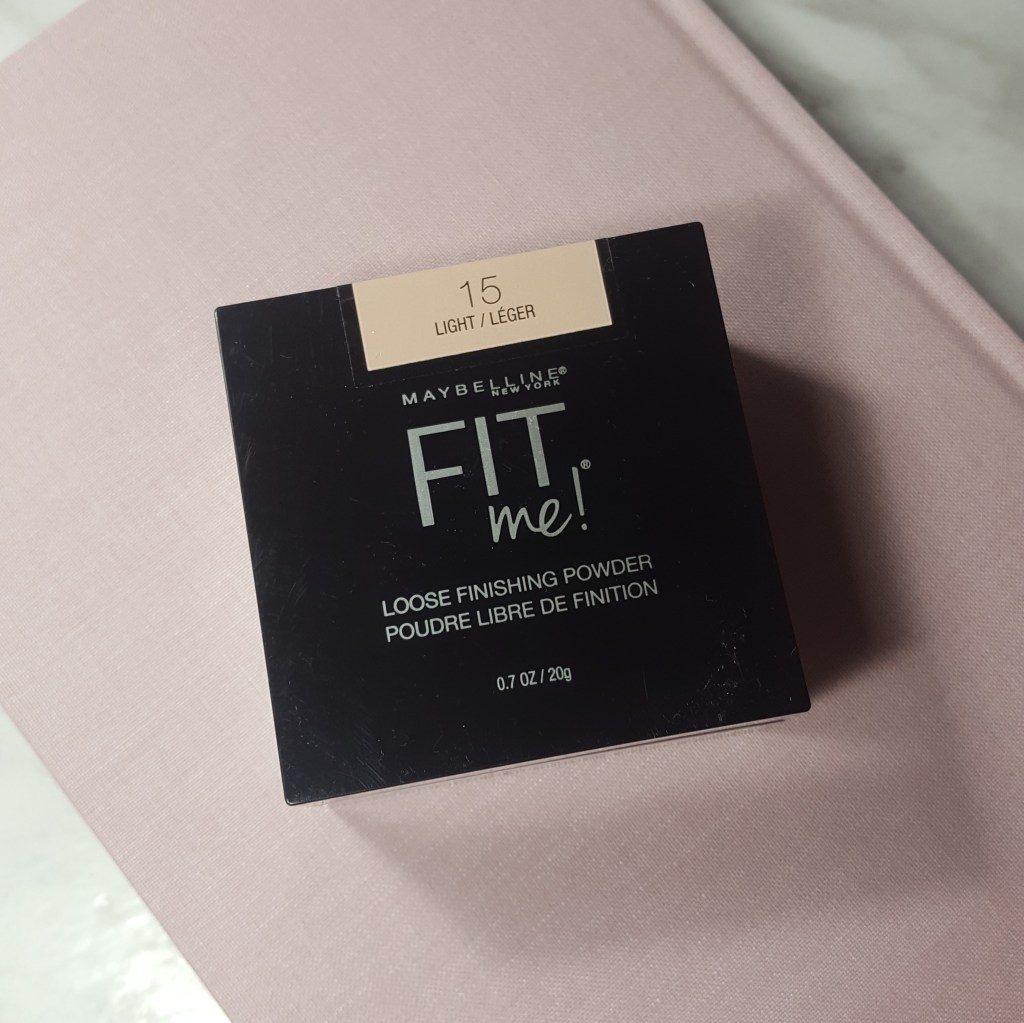 15
LIGHT / LÉGER
MAYBELLINE®
NEW YORK
FIT
me!®
LOOSE FINISHING POWDER
POUDRE LIBRE DE FINITION
0.7 OZ / 20g